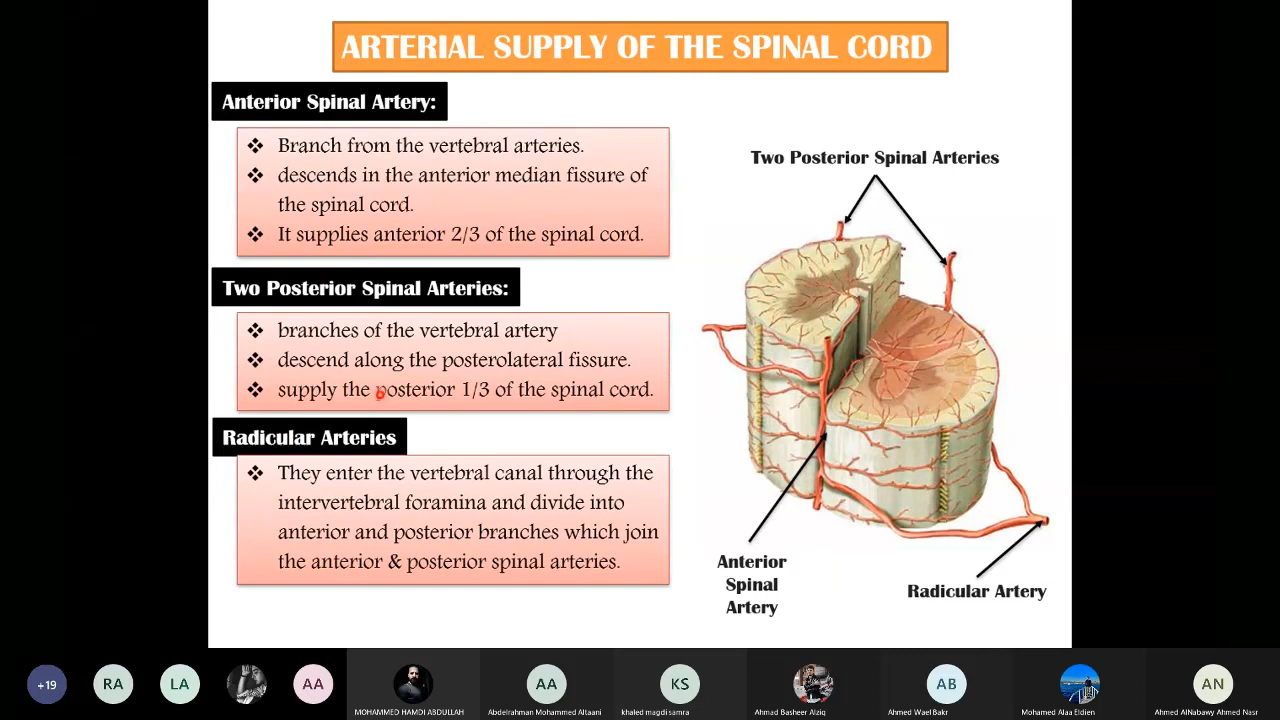 ARTERIAL SUPPLY OF THE SPINAL CORD
Anterior Spinal Artery:
❖ Branch from the vertebral arteries.
❖ descends in the anterior median fissure of
the spinal cord.
❖ It supplies anterior 2/3 of the spinal cord.
Two Posterior Spinal Arteries:
❖ branches of the vertebral artery
❖ descend along the posterolateral fissure.
❖ supply the posterior 1/3 of the spinal cord.
Radicular Arteries
❖ They enter the vertebral canal through the
intervertebral foramina and divide into
anterior and posterior branches which join
the anterior & posterior spinal arteries.
Two Posterior Spinal Arteries
Anterior
Spinal
Artery
Radicular Artery
+19
RA
LA
AA
MOHAMMED HAMDI ABDULLAH
AA
Abdelrahman Mohammed Altaani
KS
khaled magdi samra
Ahmad Basheer Alziq
AB
Ahmed Wael Bakr
Mohamed Alaa Eldien
AN
Ahmed AlNabawy Ahmed Nasr